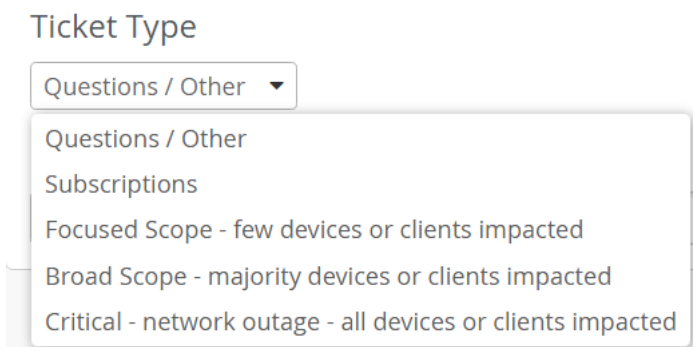 Ticket Type
Questions / Other
Questions / Other
Subscriptions
Focused Scope - few devices or clients impacted
Broad Scope - majority devices or clients impacted
Critical - network outage - all devices or clients impacted